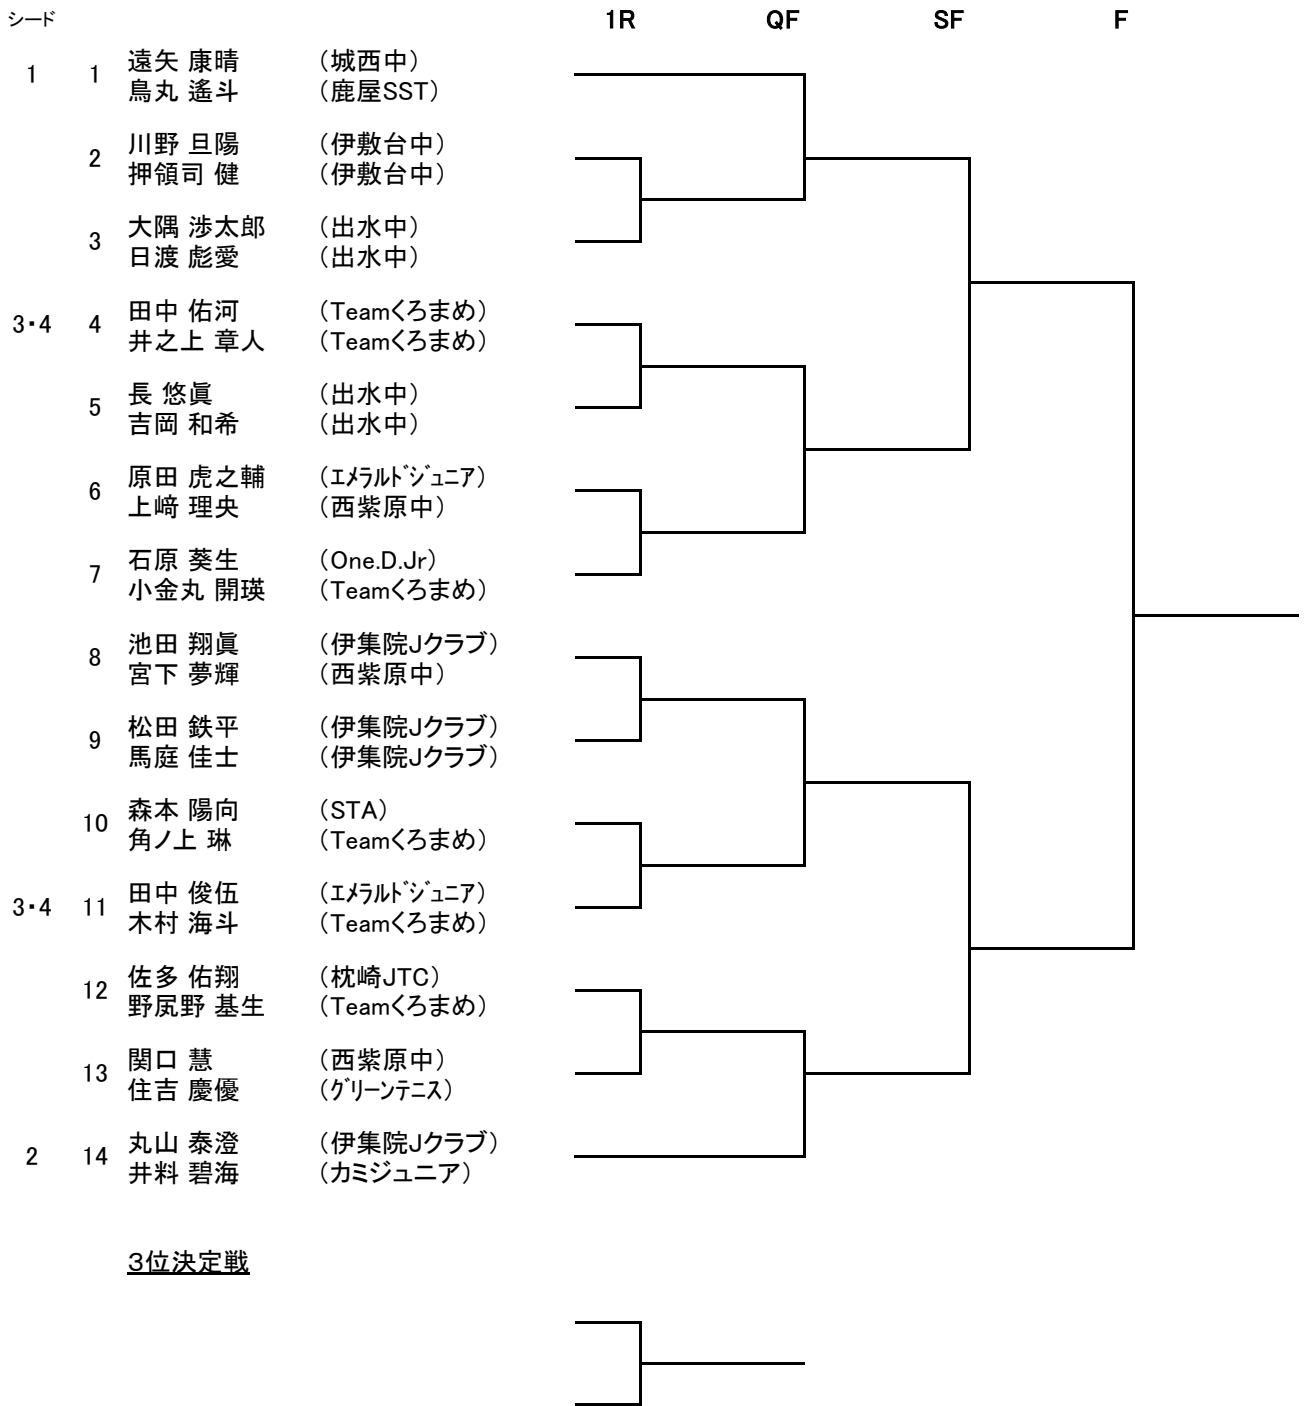 シード 1R QF SF F
遠矢 康晴 （城西中）
1 1
鳥丸 遙斗 （鹿屋SST）
川野 旦陽 （伊敷台中）
2
押領司 健 （伊敷台中）
大隅 渉太郎 （出水中）
3
日渡 彪愛 （出水中）
田中 佑河 （Teamくろまめ）
3・4 4
井之上 章人 （Teamくろまめ）
長 悠眞 （出水中）
5
吉岡 和希 （出水中）
原田 虎之輔 （ｴﾒﾗﾙﾄﾞｼﾞｭﾆｱ）
6
上﨑 理央 （西紫原中）
石原 葵生 （One.D.Jr）
7
小金丸 開瑛 （Teamくろまめ）
池田 翔眞 （伊集院Jクラブ）
8
宮下 夢輝 （西紫原中）
松田 鉄平 （伊集院Jクラブ）
9
馬庭 佳士 （伊集院Jクラブ）
森本 陽向 （STA）
10
角ノ上 琳 （Teamくろまめ）
田中 俊伍 （ｴﾒﾗﾙﾄﾞｼﾞｭﾆｱ）
3・4 11
木村 海斗 （Teamくろまめ）
佐多 佑翔 （枕崎JTC）
12
野尻野 基生 （Teamくろまめ）
関口 慧 （西紫原中）
13
住吉 慶優 （ｸﾞﾘｰﾝﾃﾆｽ）
丸山 泰澄 （伊集院Jクラブ）
2 14
井料 碧海 （カミジュニア）
３位決定戦